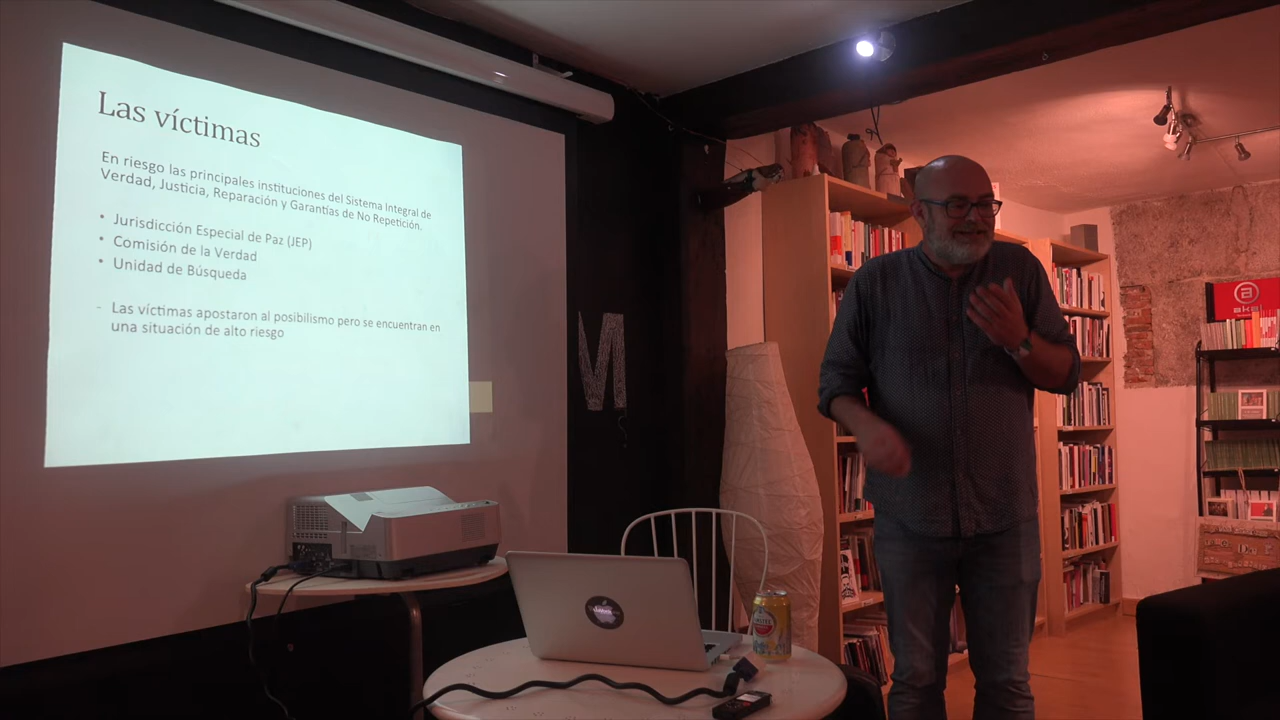 Las víctimas
En riesgo las principales instituciones del Sistema Integral de
Verdad, Justicia, Reparación y Garantías de No Repetición.
• Jurisdicción Especial de Paz (JEP)
• Comisión de la Verdad
• Unidad de Búsqueda
- Las víctimas apostaron al posibilismo pero se encuentran en
una situación de alto riesgo
M
akal